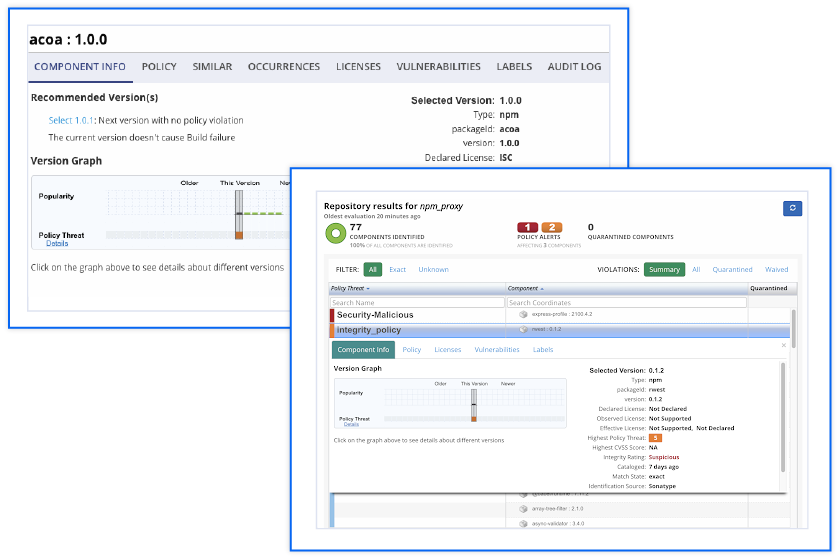 acoa : 1.0.0
COMPONENT INFO POLICY SIMILAR OCCURRENCES LICENSES VULNERABILITIES LABELS AUDIT LOG
Recommended Version(s)
Select 1.0.1: Next version with no policy violation
The current version doesn't cause Build failure
Version Graph
Older This Version
Popularity
Policy Threat
Details
Click on the graph above to see details about different versions
Selected Version: 1.0.0
Type: npm
packageId: acoa
version: 1.0.0
Declared License: ISC
Repository results for npm_proxy
Oldest evaluation 20 minutes ago
77
COMPONENTS IDENTIFIED
100% OF ALL COMPONENTS ARE IDENTIFIED
1 2
POLICY ALERTS
AFFECTING 3 COMPONENTS
0
QUARANTINED COMPONENTS
FILTER: All Exact Unknown
VIOLATIONS: Summary All Quarantined Waived
Policy Threat Component Quarantined
Search Name Search Coordinates
Security-Malicious express-profile : 2100.4.2
integrity_policy rwest : 0.1.2
Component Info Policy Licenses Vulnerabilities Labels
Version Graph
Older This Version Newer
Popularity
Policy Threat
Details
Click on the graph above to see details about different versions
Selected Version: 0.1.2
Type: npm
packageId: rwest
version: 0.1.2
Declared License: Not Declared
Observed License: Not Supported
Effective License: Not Supported, Not Declared
Highest Policy Threat: 5
Highest CVSS Score: NA
Integrity Rating: Suspicious
Cataloged: 7 days ago
Match State: exact
Identification Source: Sonatype
array-tree-filter : 2.1.0
async-validator : 3.4.0